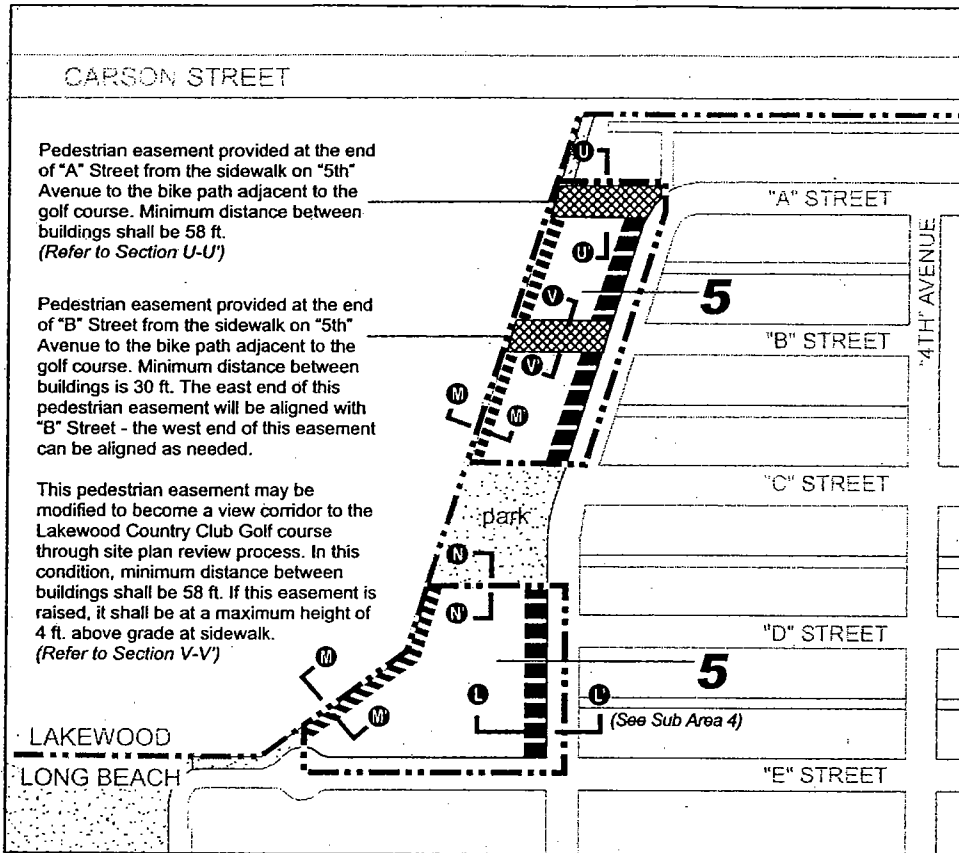 CARSON STREET
Pedestrian easement provided at the end
of "A" Street from the sidewalk on "5th"
Avenue to the bike path adjacent to the
golf course. Minimum distance between
buildings shall be 58 ft.
(Refer to Section U-U')
Pedestrian easement provided at the end
of "B" Street from the sidewalk on "5th"
Avenue to the bike path adjacent to the
golf course. Minimum distance between
buildings is 30 ft. The east end of this
pedestrian easement will be aligned with
"B" Street - the west end of this easement
can be aligned as needed.
This pedestrian easement may be
modified to become a view corridor to the
Lakewood Country Club Golf course
through site plan review process. In this
condition, minimum distance between
buildings shall be 58 ft. If this easement is
raised, it shall be at a maximum height of
4 ft. above grade at sidewalk.
(Refer to Section V-V')
U
U'
"A" STREET
"4TH" AVENUE
5
V
V'
"B" STREET
M
M'
"C" STREET
park
N
N'
"D" STREET
5
M
M'
L
L'
(See Sub Area 4)
LAKEWOOD
LONG BEACH
"E" STREET